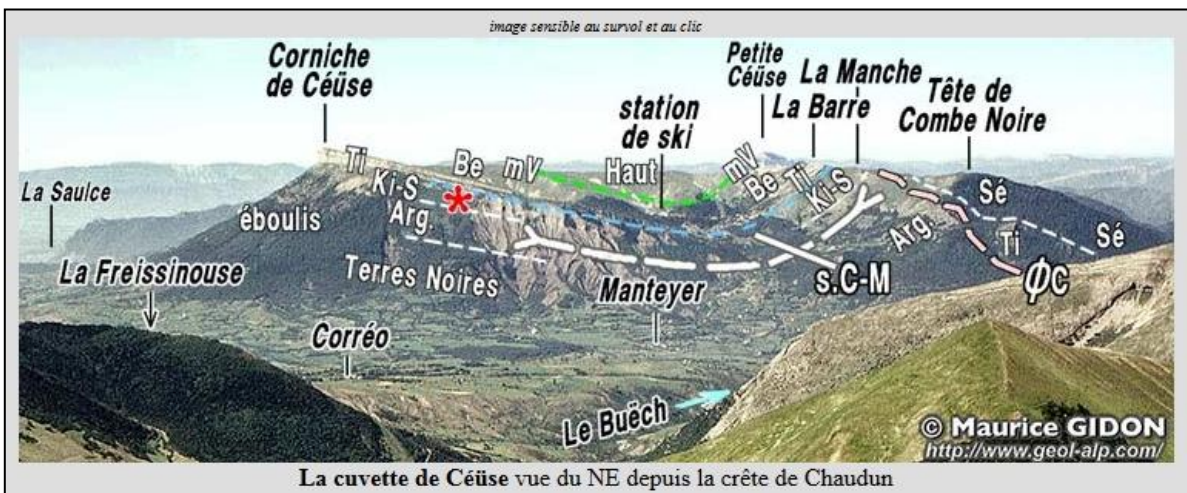 image sensible au survol et au clic
Corniche
de Céüse
station
de ski
Petite
Céüse
La Manche
La Barre
Tête de
Combe Noire
La Saulce
Ti
Ki-S
Arg.
Be
mV
Haut
mV
Be
Ti
Ki-S
Arg.
Sé
Ti
Sé
éboulis
Terres Noires
La Freissinouse
Manteyer
s.C-M
ϕC
Corréo
Le Buëch
© Maurice GIDON
http://www.geol-alp.com/
La cuvette de Céüse vue du NE depuis la crête de Chaudun